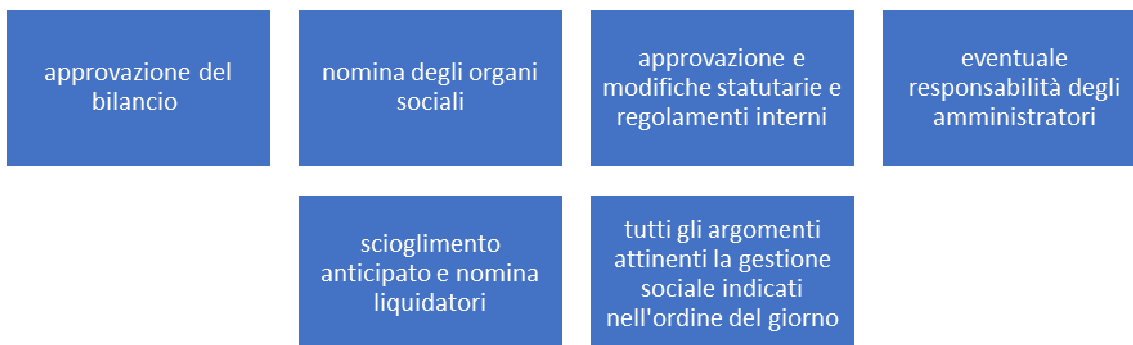 approvazione del
bilancio
nomina degli organi
sociali
approvazione e
modifiche statutarie e
regolamenti interni
eventuale
responsabilità degli
amministratori
scioglimento
anticipato e nomina
liquidatori
tutti gli argomenti
attinenti la gestione
sociale indicati
nell'ordine del giorno